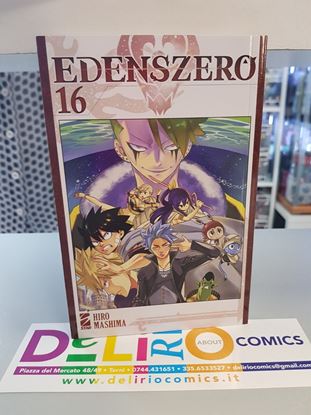 EDENSZERO
16
HIRO
MASHIMA
DELIRIO ABOUT COMICS
Piazza del Mercato 48/49 • Terni • 0744.431651 - 335.6533527 • deliriocomics@gmail.com
www.deliriocomics.it